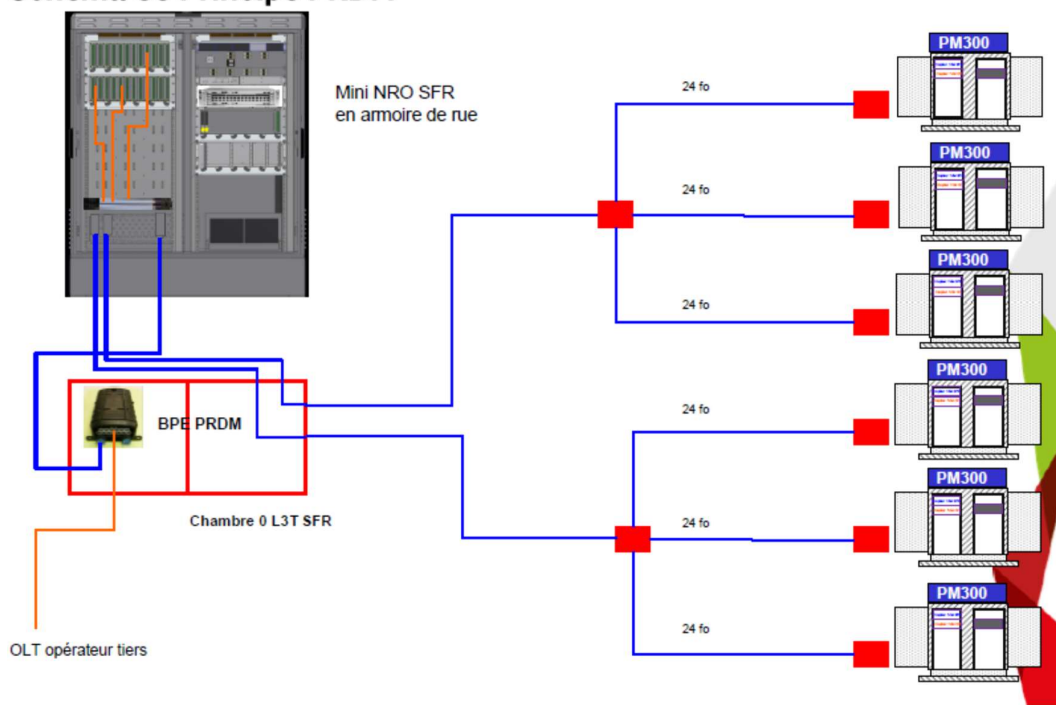 Mini NRO SFR
en armoire de rue
24 fo
PM300
24 fo
PM300
24 fo
PM300
BPE PRDM
Chambre 0 L3T SFR
24 fo
PM300
24 fo
PM300
24 fo
PM300
OLT opérateur tiers